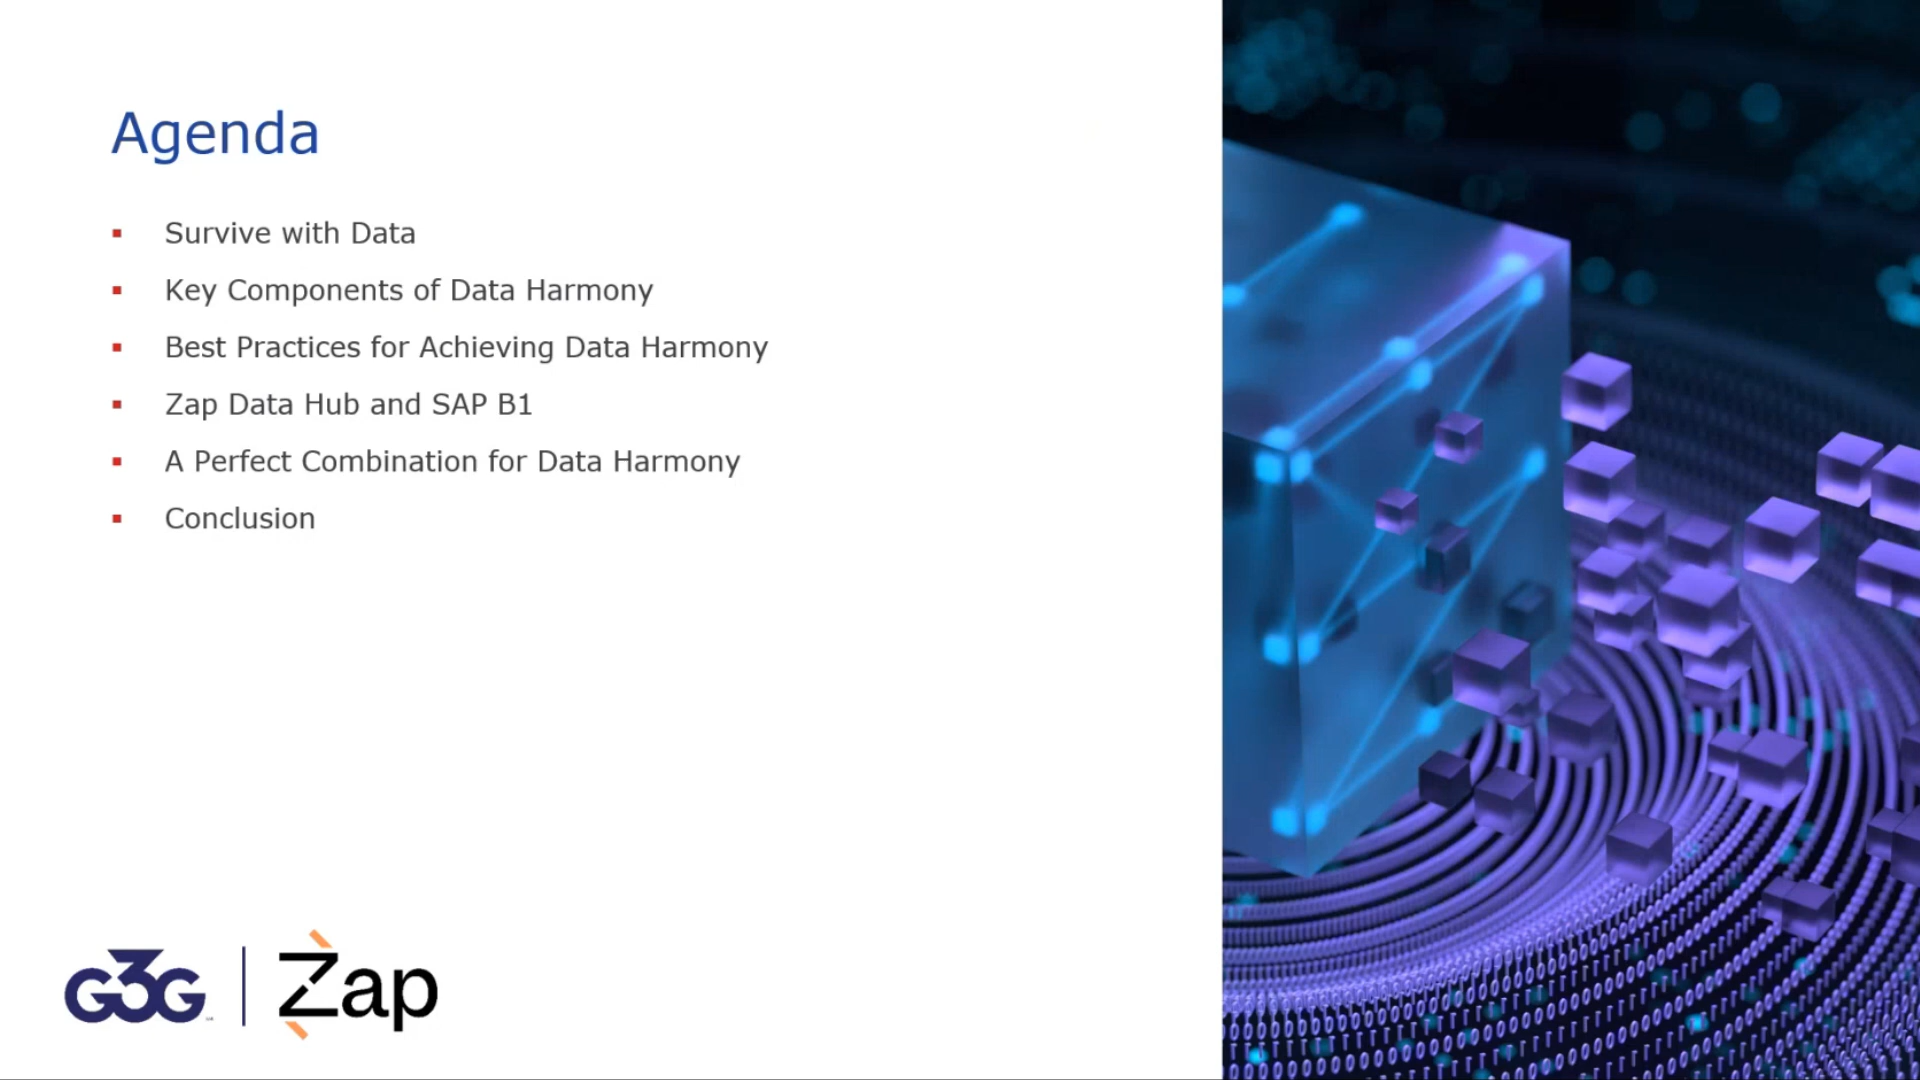 Agenda
▪ Survive with Data
▪ Key Components of Data Harmony
▪ Best Practices for Achieving Data Harmony
▪ Zap Data Hub and SAP B1
▪ A Perfect Combination for Data Harmony
▪ Conclusion
G3G | Zap